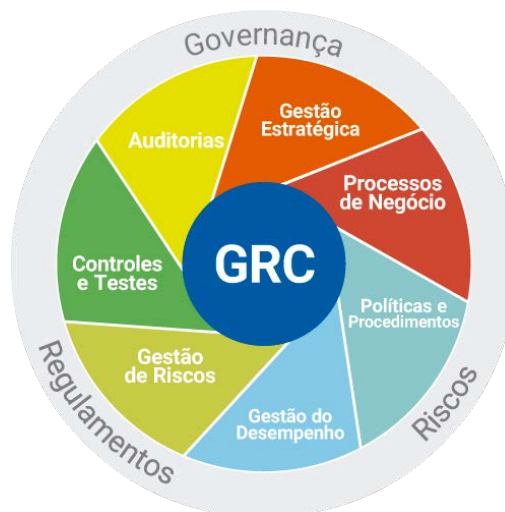 Governança
Gestão
Estratégica
Auditorias
Processos
de Negócio
GRC
Controles
e Testes
Políticas e
Procedimentos
Gestão
de Riscos
Gestão do
Desempenho
Regulamentos
Riscos